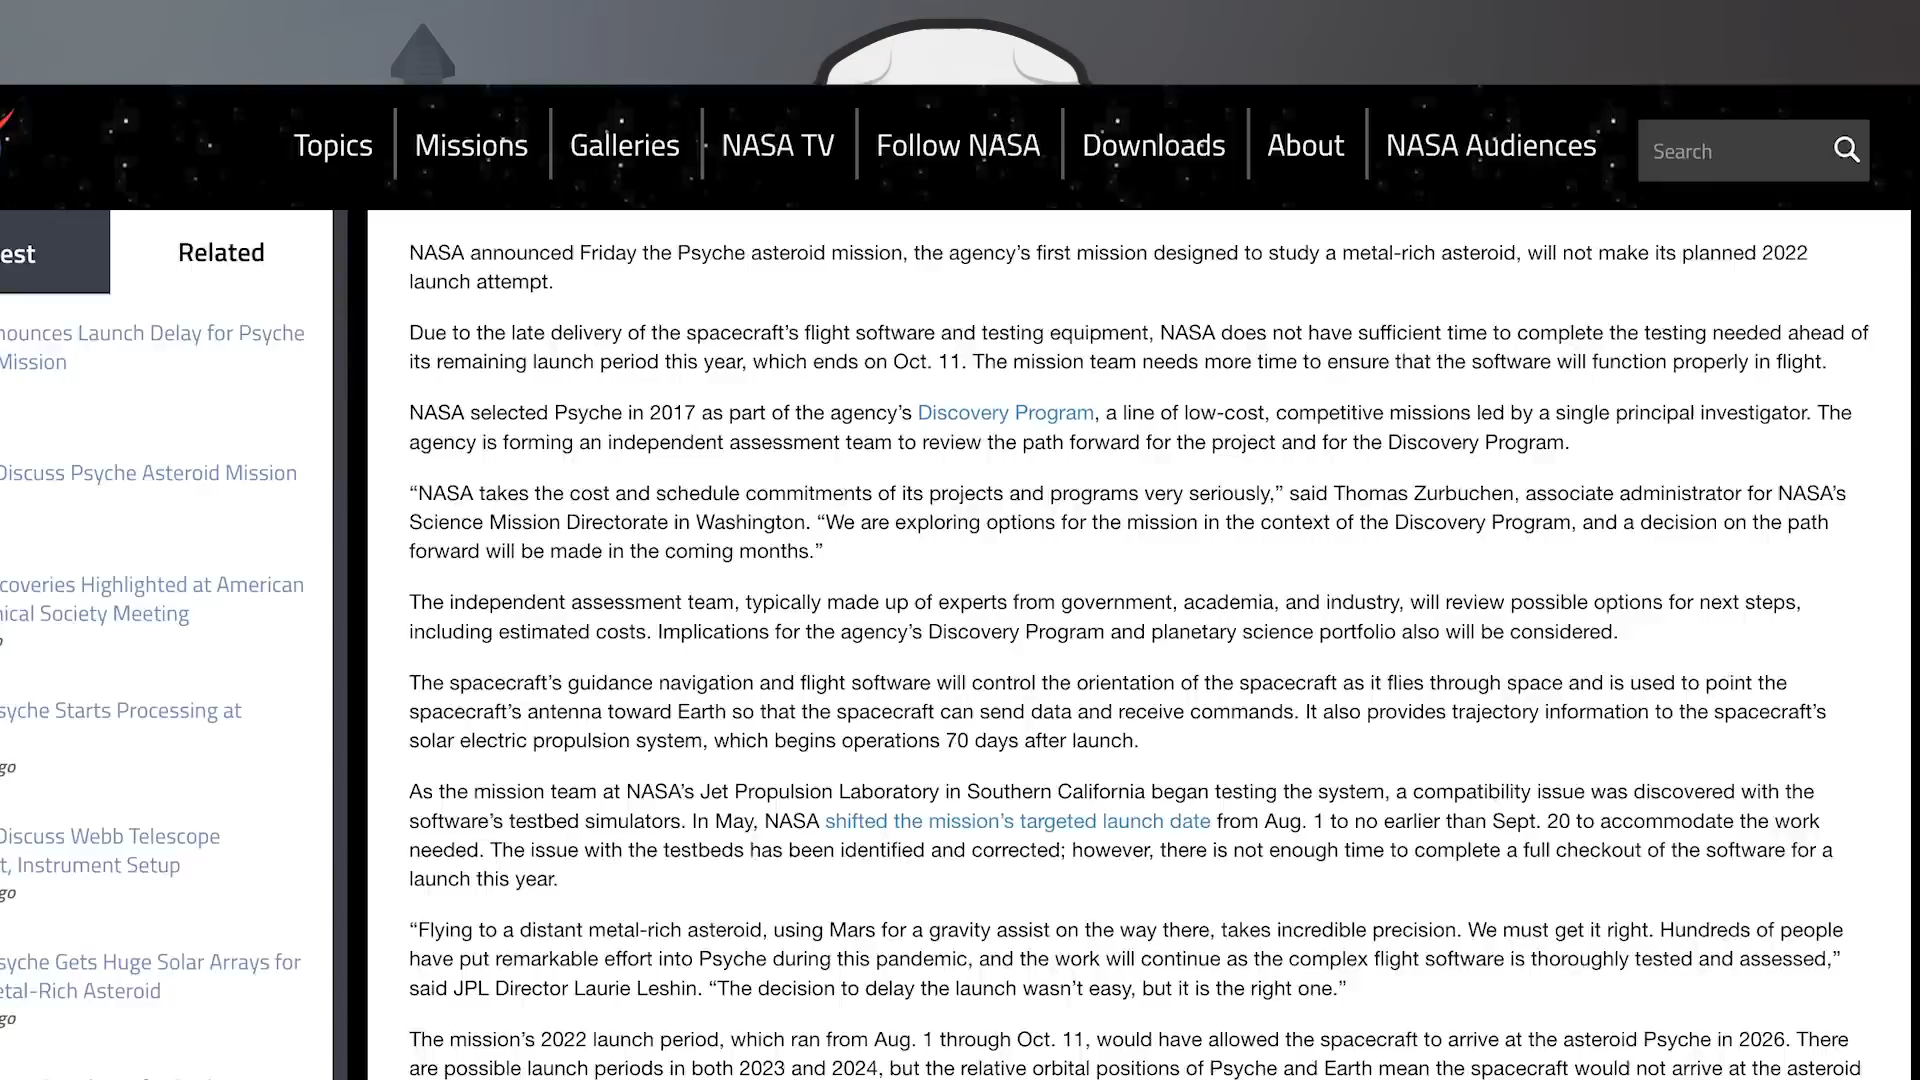 Topics
Missions
Galleries
NASA TV
Follow NASA
Downloads
About
NASA Audiences
Search
est
Related
nounces Launch Delay for Psyche
Mission
Discuss Psyche Asteroid Mission
coveries Highlighted at American
ical Society Meeting
syche Starts Processing at
go
Discuss Webb Telescope
t, Instrument Setup
go
syche Gets Huge Solar Arrays for
etal-Rich Asteroid
go
NASA announced Friday the Psyche asteroid mission, the agency’s first mission designed to study a metal-rich asteroid, will not make its planned 2022
launch attempt.
Due to the late delivery of the spacecraft’s flight software and testing equipment, NASA does not have sufficient time to complete the testing needed ahead of
its remaining launch period this year, which ends on Oct. 11. The mission team needs more time to ensure that the software will function properly in flight.
NASA selected Psyche in 2017 as part of the agency’s Discovery Program, a line of low-cost, competitive missions led by a single principal investigator. The
agency is forming an independent assessment team to review the path forward for the project and for the Discovery Program.
“NASA takes the cost and schedule commitments of its projects and programs very seriously,” said Thomas Zurbuchen, associate administrator for NASA’s
Science Mission Directorate in Washington. “We are exploring options for the mission in the context of the Discovery Program, and a decision on the path
forward will be made in the coming months.”
The independent assessment team, typically made up of experts from government, academia, and industry, will review possible options for next steps,
including estimated costs. Implications for the agency’s Discovery Program and planetary science portfolio also will be considered.
The spacecraft’s guidance navigation and flight software will control the orientation of the spacecraft as it flies through space and is used to point the
spacecraft’s antenna toward Earth so that the spacecraft can send data and receive commands. It also provides trajectory information to the spacecraft’s
solar electric propulsion system, which begins operations 70 days after launch.
As the mission team at NASA’s Jet Propulsion Laboratory in Southern California began testing the system, a compatibility issue was discovered with the
software’s testbed simulators. In May, NASA shifted the mission’s targeted launch date from Aug. 1 to no earlier than Sept. 20 to accommodate the work
needed. The issue with the testbeds has been identified and corrected; however, there is not enough time to complete a full checkout of the software for a
launch this year.
“Flying to a distant metal-rich asteroid, using Mars for a gravity assist on the way there, takes incredible precision. We must get it right. Hundreds of people
have put remarkable effort into Psyche during this pandemic, and the work will continue as the complex flight software is thoroughly tested and assessed,”
said JPL Director Laurie Leshin. “The decision to delay the launch wasn’t easy, but it is the right one.”
The mission’s 2022 launch period, which ran from Aug. 1 through Oct. 11, would have allowed the spacecraft to arrive at the asteroid Psyche in 2026. There
are possible launch periods in both 2023 and 2024, but the relative orbital positions of Psyche and Earth mean the spacecraft would not arrive at the asteroid